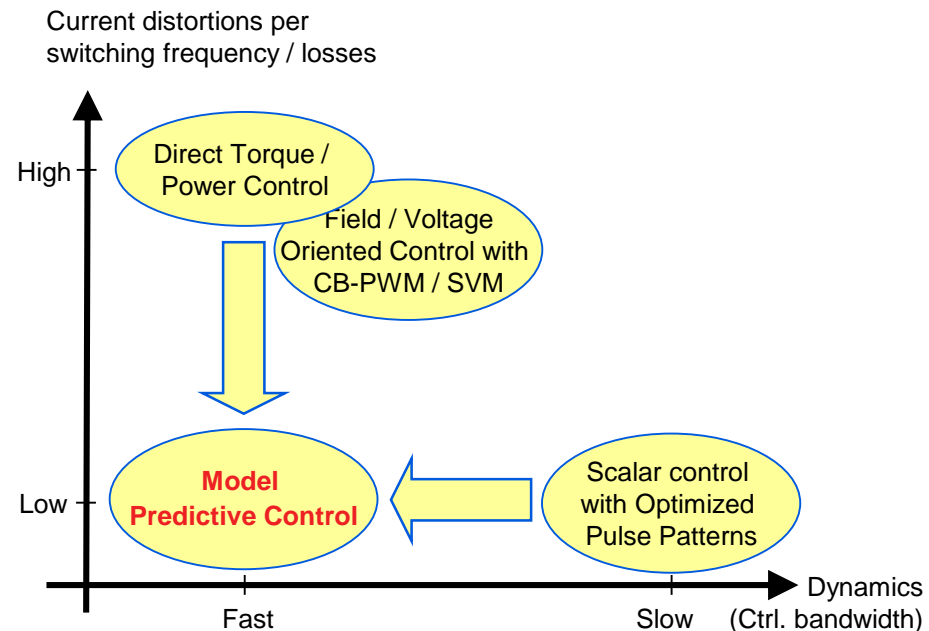 Current distortions per
switching frequency / losses
High
Direct Torque /
Power Control
Field / Voltage
Oriented Control with
CB-PWM / SVM
Low
Model
Predictive Control
Scalar control
with Optimized
Pulse Patterns
Dynamics
(Ctrl. bandwidth)
Fast
Slow